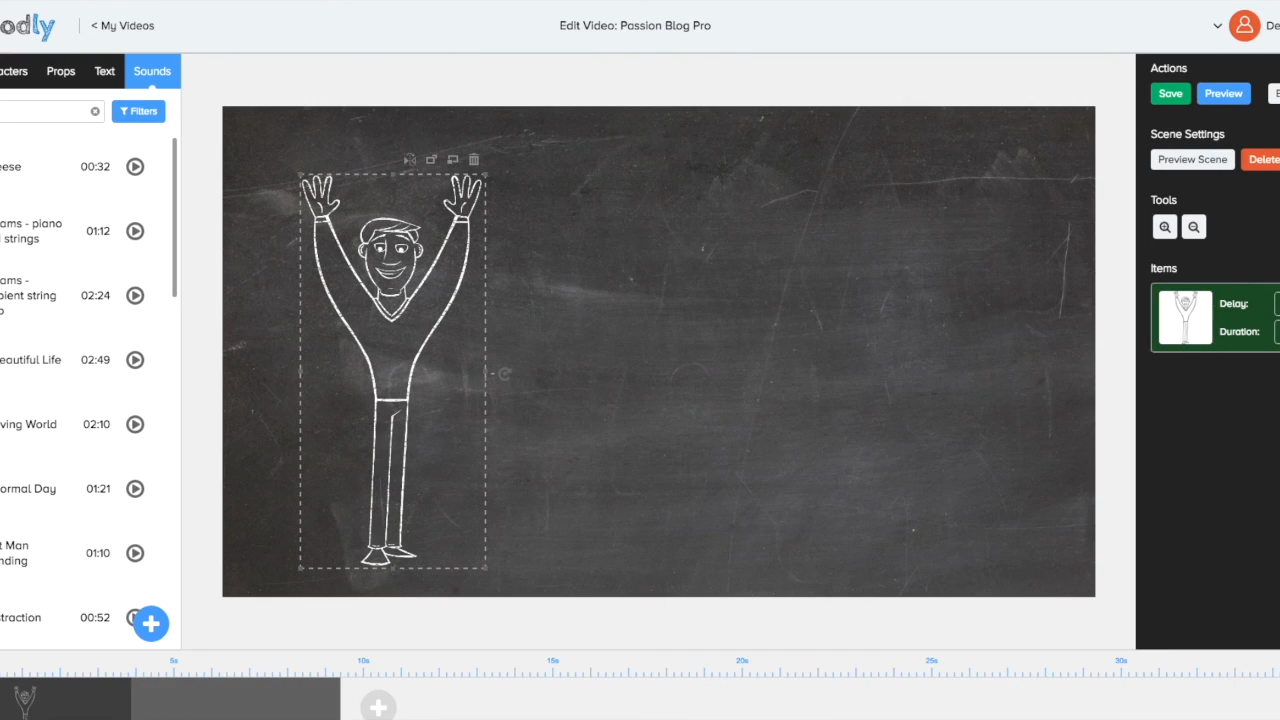 odly
< My Videos
Edit Video: Passion Blog Pro
De
acters
Props
Text
Sounds
Filters
eese
00:32
ams - piano
strings
01:12
ams -
pient string
o
02:24
eautiful Life
02:49
ving World
02:10
ormal Day
01:21
t Man
nding
01:10
traction
00:52
Actions
Save
Preview
Scene Settings
Preview Scene
Delete
Tools
Items
Delay:
Duration:
5s
10s
15s
20s
25s
30s